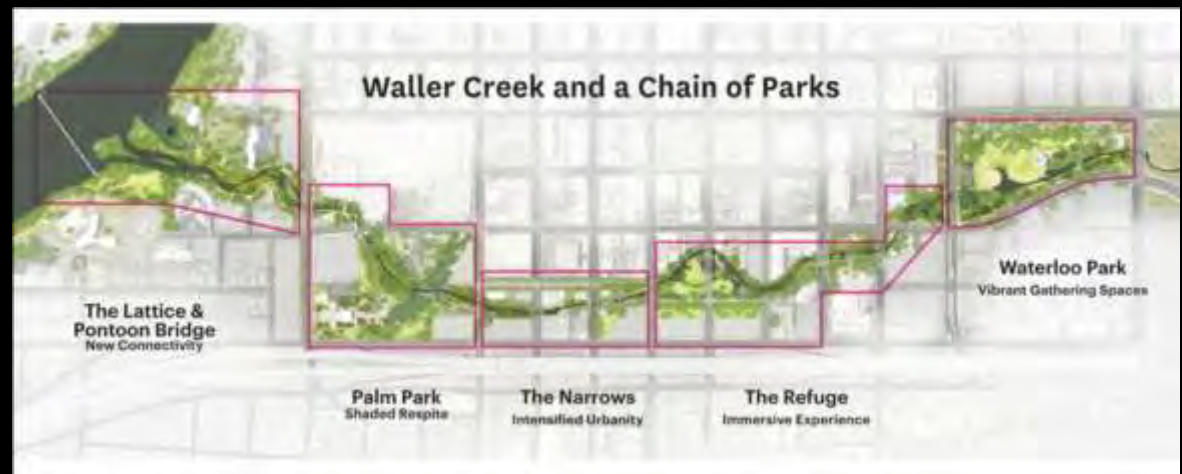 Waller Creek and a Chain of Parks
The Lattice &
Pontoon Bridge
New Connectivity
Palm Park
Shaded Respite
The Narrows
Intensified Urbanity
The Refuge
Immersive Experience
Waterloo Park
Vibrant Gathering Spaces